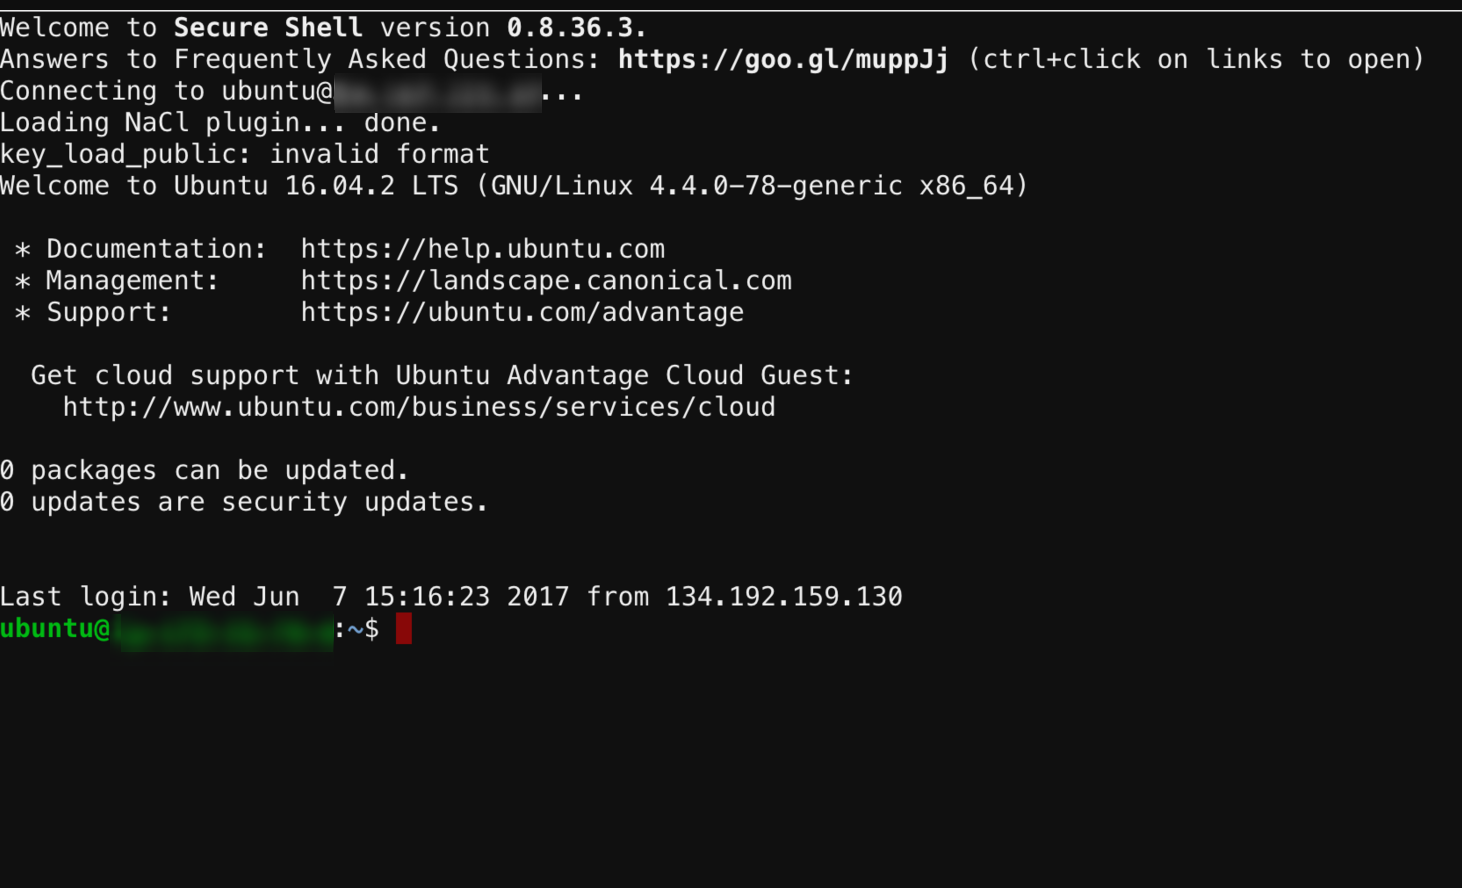 Welcome to Secure Shell version 0.8.36.3.
Answers to Frequently Asked Questions: https://goo.gl/muppJj (ctrl+click on links to open)
Connecting to ubuntu@...
Loading NaCl plugin... done.
key_load_public: invalid format
Welcome to Ubuntu 16.04.2 LTS (GNU/Linux 4.4.0-78-generic x86_64)
* Documentation:  https://help.ubuntu.com
* Management:     https://landscape.canonical.com
* Support:        https://ubuntu.com/advantage
Get cloud support with Ubuntu Advantage Cloud Guest:
http://www.ubuntu.com/business/services/cloud
0 packages can be updated.
0 updates are security updates.
Last login: Wed Jun  7 15:16:23 2017 from 134.192.159.130
ubuntu@:~$